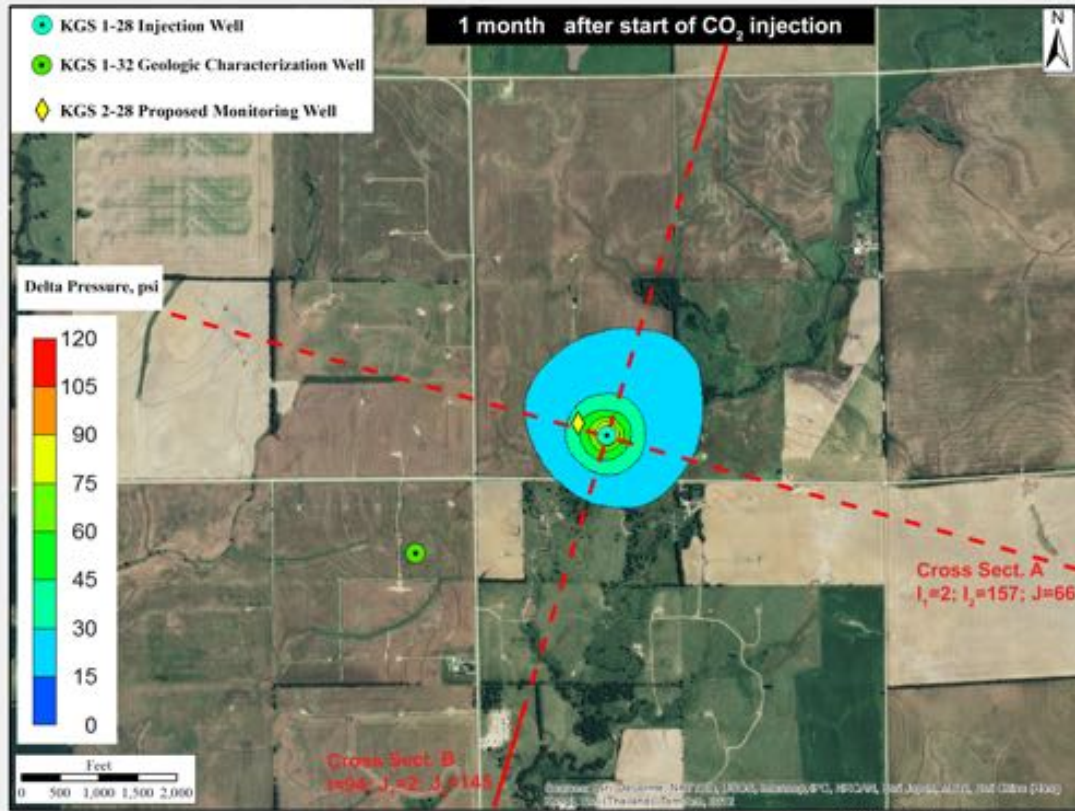 KGS 1-28 Injection Well
KGS 1-32 Geologic Characterization Well
KGS 2-28 Proposed Monitoring Well
1 month after start of CO₂ injection
N
Delta Pressure, psi
120
105
90
75
60
45
30
15
0
Cross Sect. A
I₁=2; I₂=157; J=66
Cross Sect. B
Feet
0 500 1,000 1,500 2,000